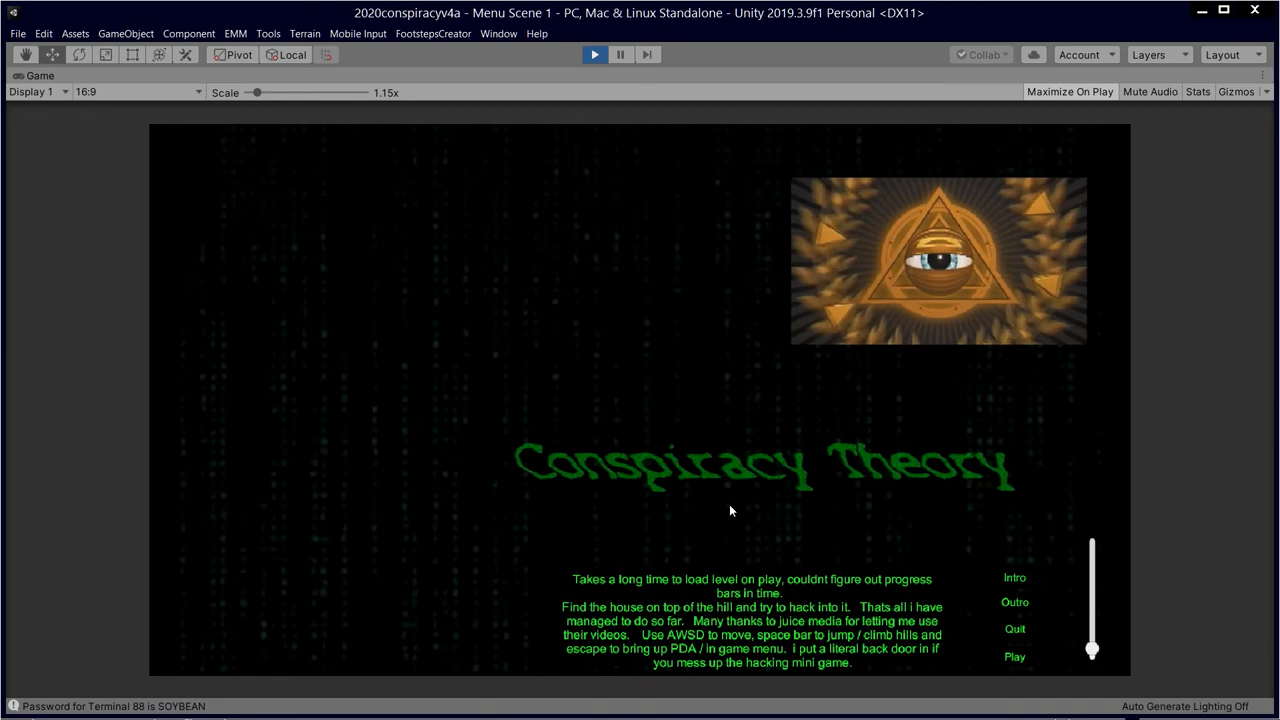 2020conspiracyv4a - Menu Scene 1 - PC, Mac & Linux Standalone - Unity 2019.3.9f1 Personal <DX11>
File Edit Assets GameObject Component EMM Tools Terrain Mobile Input FootstepsCreator Window Help
Pivot Local Collab Account Layers Layout
Game
Display 1 16:9 Scale 1.15x Maximize On Play Mute Audio Stats Gizmos
Conspiracy Theory
Takes a long time to load level on play, couldnt figure out progress
bars in time.
Find the house on top of the hill and try to hack into it. Thats all i have
managed to do so far. Many thanks to juice media for letting me use
their videos. Use AWSD to move, space bar to jump / climb hills and
escape to bring up PDA / in game menu. i put a literal back door in if
you mess up the hacking mini game.
Intro
Outro
Quit
Play
Password for Terminal 88 is SOYBEAN
Auto Generate Lighting Off